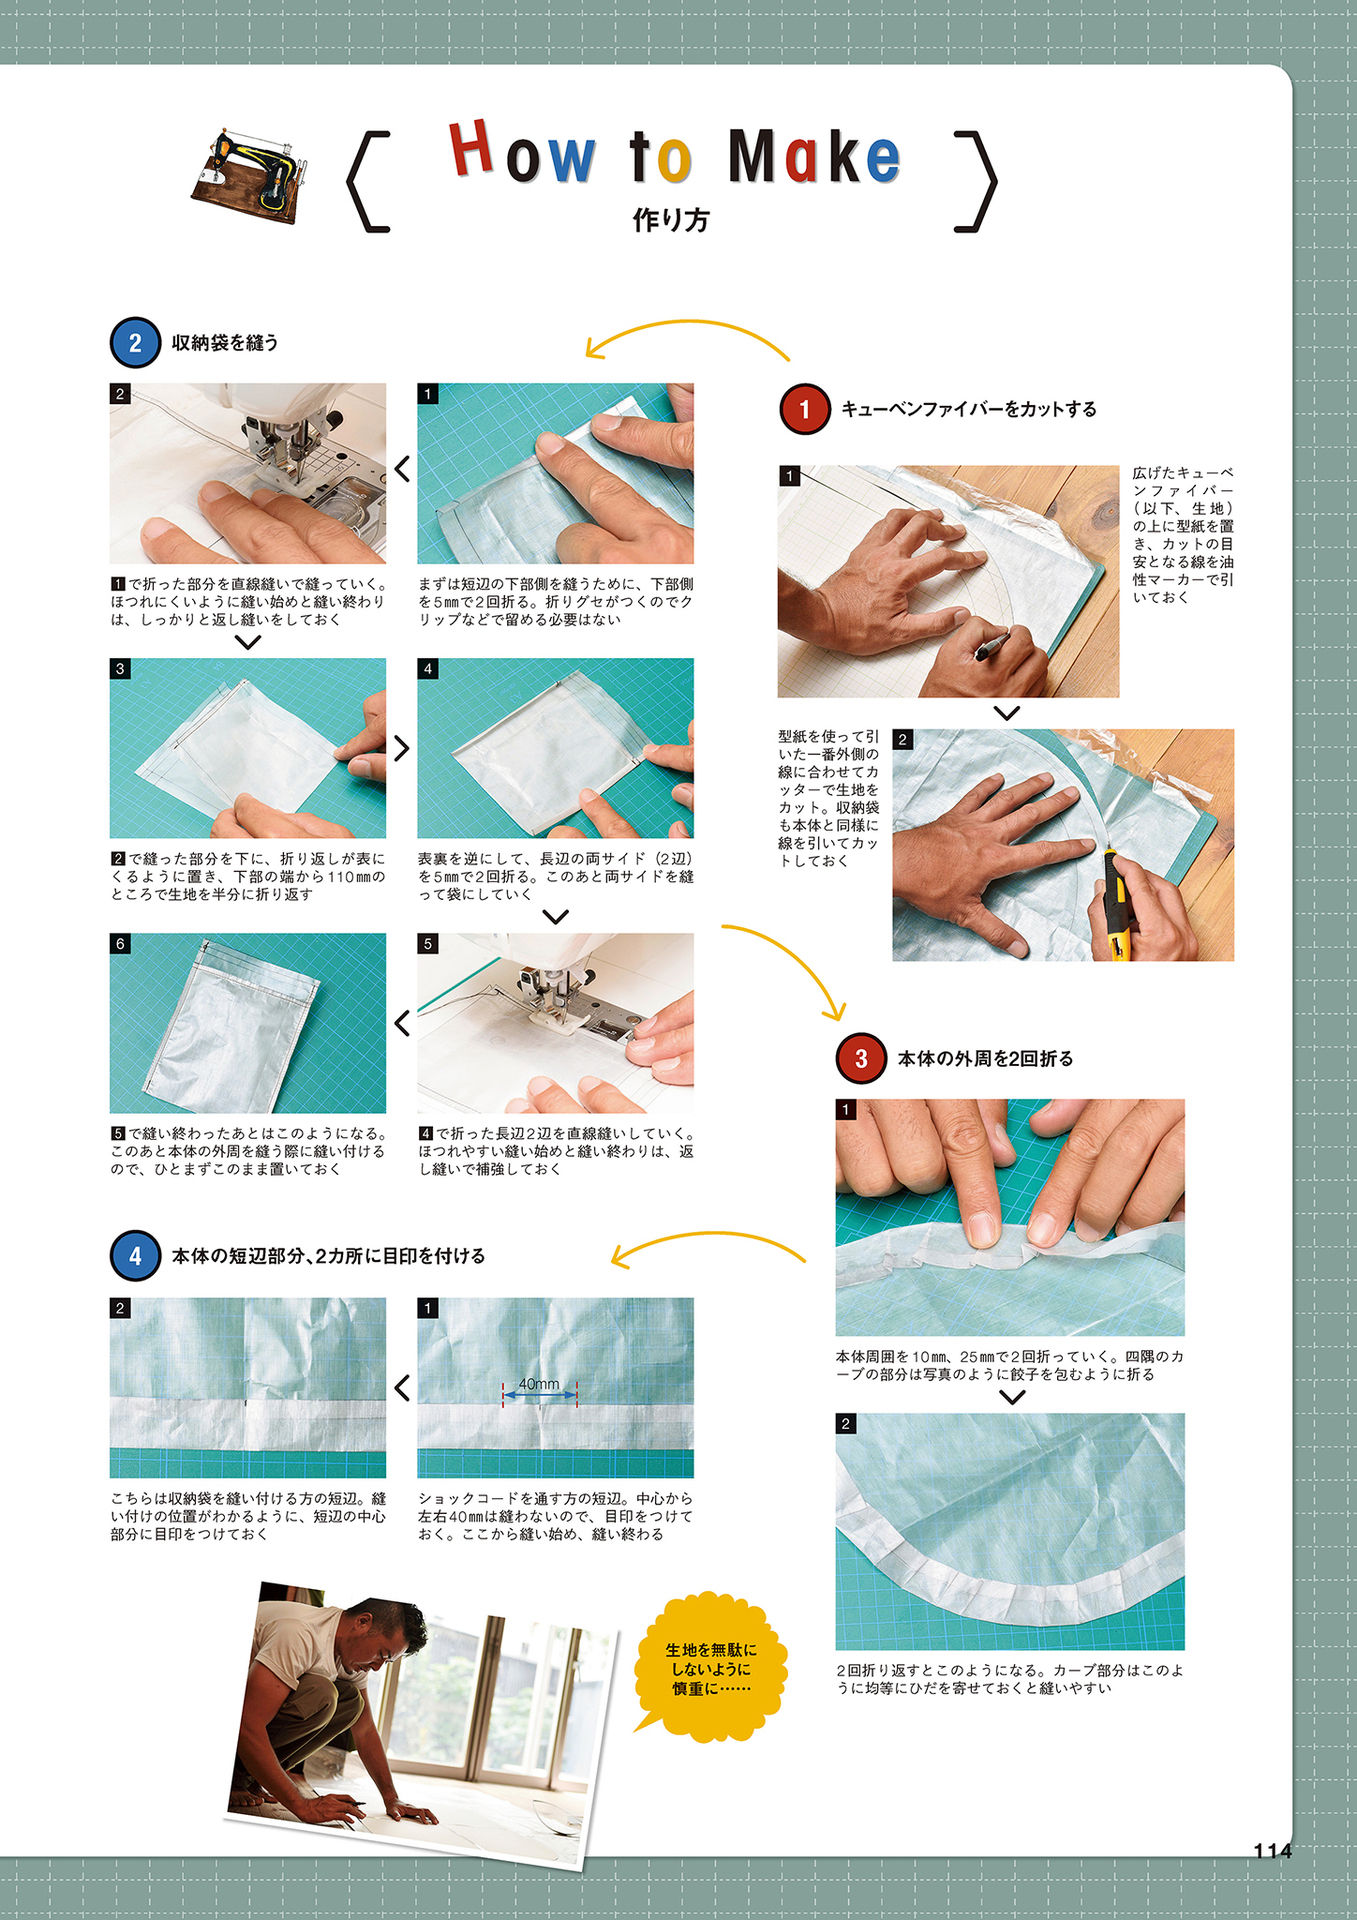 How to Make
作り方
1 キューベンファイバーをカットする
1
広げたキューベ
ンファイバー
（以下、生地）
の上に型紙を置
き、カットの目
安となる線を油
性マーカーで引
いておく
2
型紙を使って引
いた一番外側の
線に合わせてカ
ッターで生地を
カット。収納袋
も本体と同様に
線を引いてカッ
トしておく
2 収納袋を縫う
1
まずは短辺の下部側を縫うために、下部側
を5㎜で2回折る。折りグセがつくのでク
リップなどで留める必要はない
2
1で折った部分を直線縫いで縫っていく。
ほつれにくいように縫い始めと縫い終わり
は、しっかりと返し縫いをしておく
3
2で縫った部分を下に、折り返しが表に
くるように置き、下部の端から110㎜の
ところで生地を半分に折り返す
4
表裏を逆にして、長辺の両サイド（2辺）
を5㎜で2回折る。このあと両サイドを縫
って袋にしていく
5
4で折った長辺2辺を直線縫いしていく。
ほつれやすい縫い始めと縫い終わりは、返
し縫いで補強しておく
6
5で縫い終わったあとはこのようになる。
このあと本体の外周を縫う際に縫い付ける
ので、ひとまずこのまま置いておく
3 本体の外周を2回折る
1
本体周囲を10㎜、25㎜で2回折っていく。四隅のカ
ーブの部分は写真のように餃子を包むように折る
2
2回折り返すとこのようになる。カーブ部分はこのよ
うに均等にひだを寄せておくと縫いやすい
4 本体の短辺部分、2カ所に目印を付ける
1
40mm
ショックコードを通す方の短辺。中心から
左右40㎜は縫わないので、目印をつけて
おく。ここから縫い始め、縫い終わる
2
こちらは収納袋を縫い付ける方の短辺。縫
い付けの位置がわかるように、短辺の中心
部分に目印をつけておく
生地を無駄に
しないように
慎重に……
114